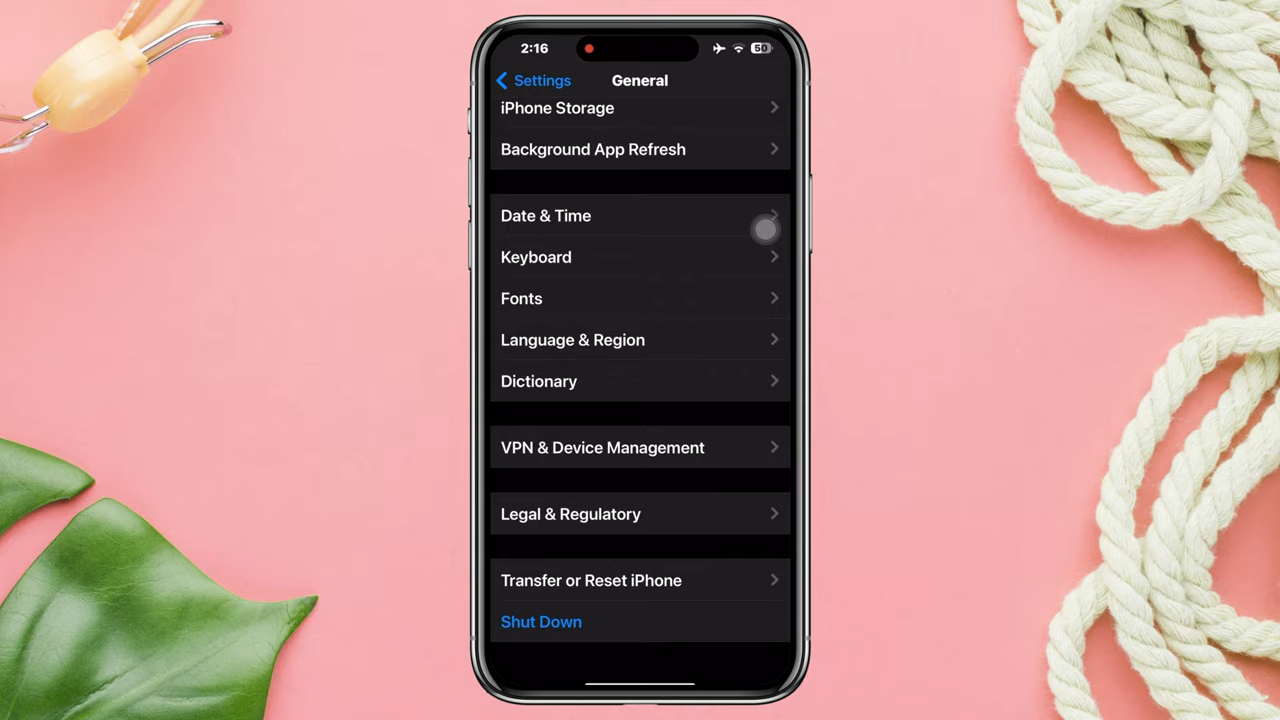 2:16
50
Settings
General
iPhone Storage
Background App Refresh
Date & Time
Keyboard
Fonts
Language & Region
Dictionary
VPN & Device Management
Legal & Regulatory
Transfer or Reset iPhone
Shut Down